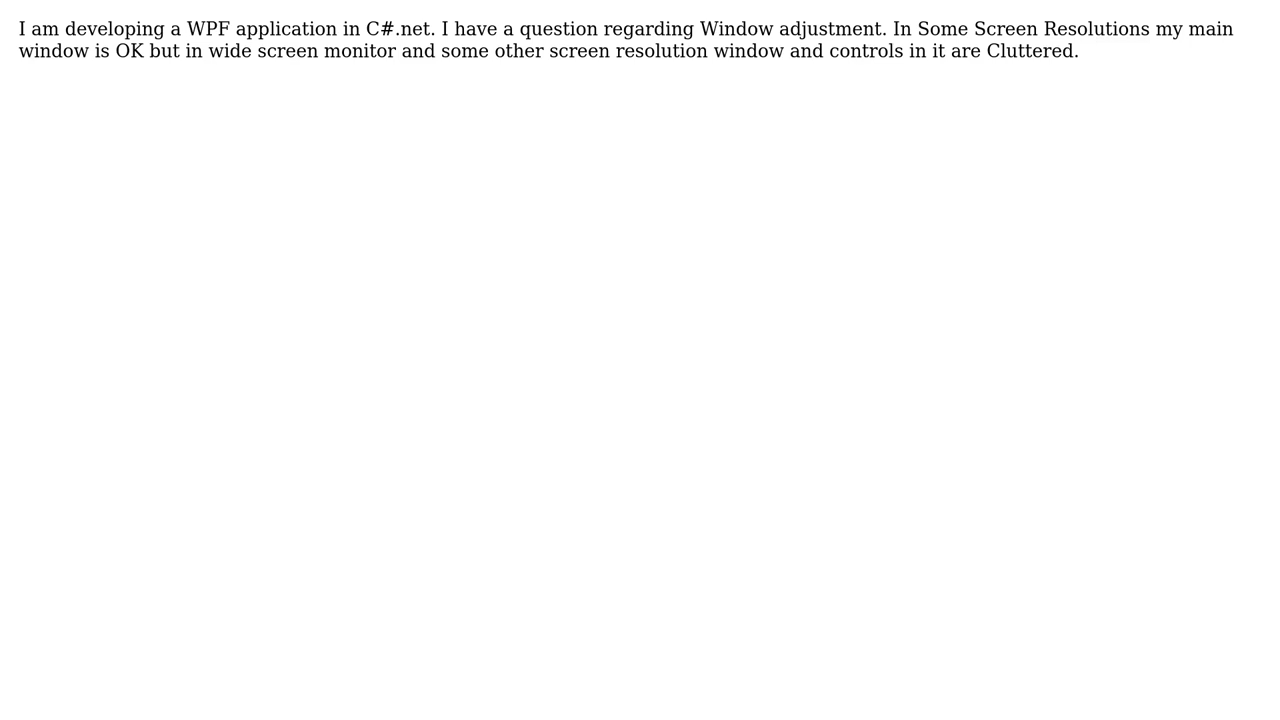 I am developing a WPF application in C#.net. I have a question regarding Window adjustment. In Some Screen Resolutions my main
window is OK but in wide screen monitor and some other screen resolution window and controls in it are Cluttered.